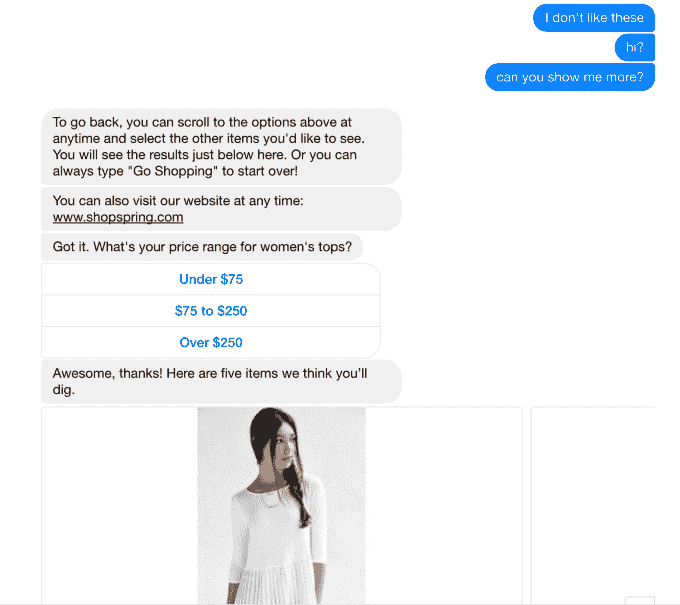 I don't like these
hi?
can you show me more?
To go back, you can scroll to the options above at
anytime and select the other items you'd like to see.
You will see the results just below here. Or you can
always type "Go Shopping" to start over!
You can also visit our website at any time:
www.shopspring.com
Got it. What's your price range for women's tops?
Under $75
$75 to $250
Over $250
Awesome, thanks! Here are five items we think you'll
dig.